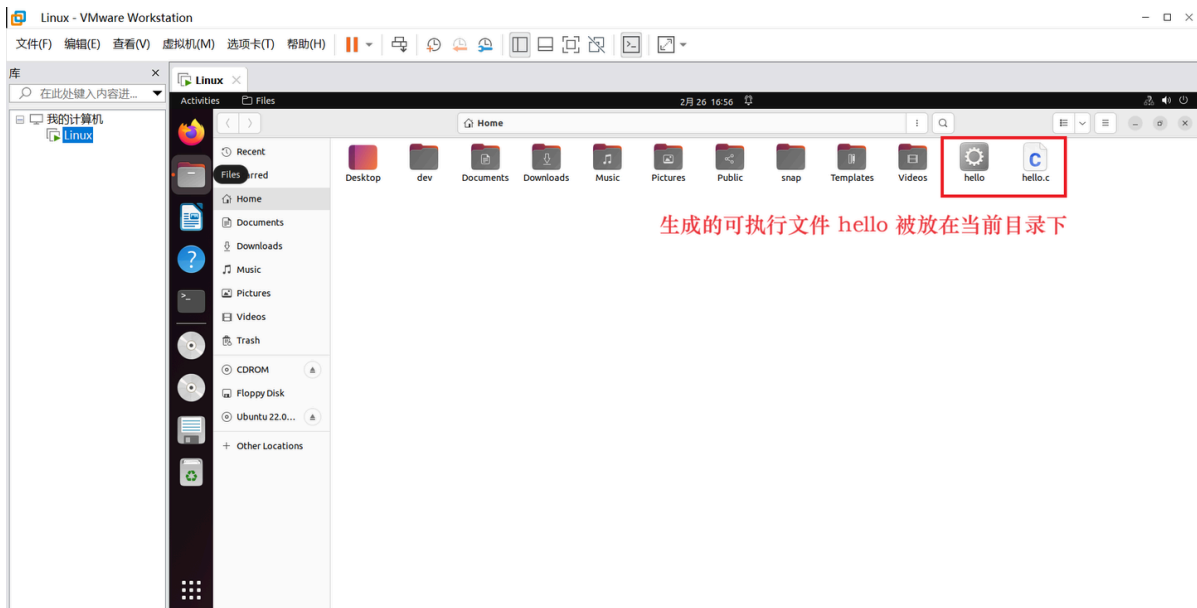 Linux - VMware Workstation
文件(F) 编辑(E) 查看(V) 虚拟机(M) 选项卡(T) 帮助(H)
库
在此处键入内容进...
我的计算机
Linux
Linux
Activities Files 2月 26 16:56
Home
Files
rred
Recent
Home
Documents
Downloads
Music
Pictures
Videos
Trash
CDROM
Floppy Disk
Ubuntu 22.0...
+ Other Locations
Desktop dev Documents Downloads Music Pictures Public snap Templates Videos hello hello.c
C
生成的可执行文件 hello 被放在当前目录下